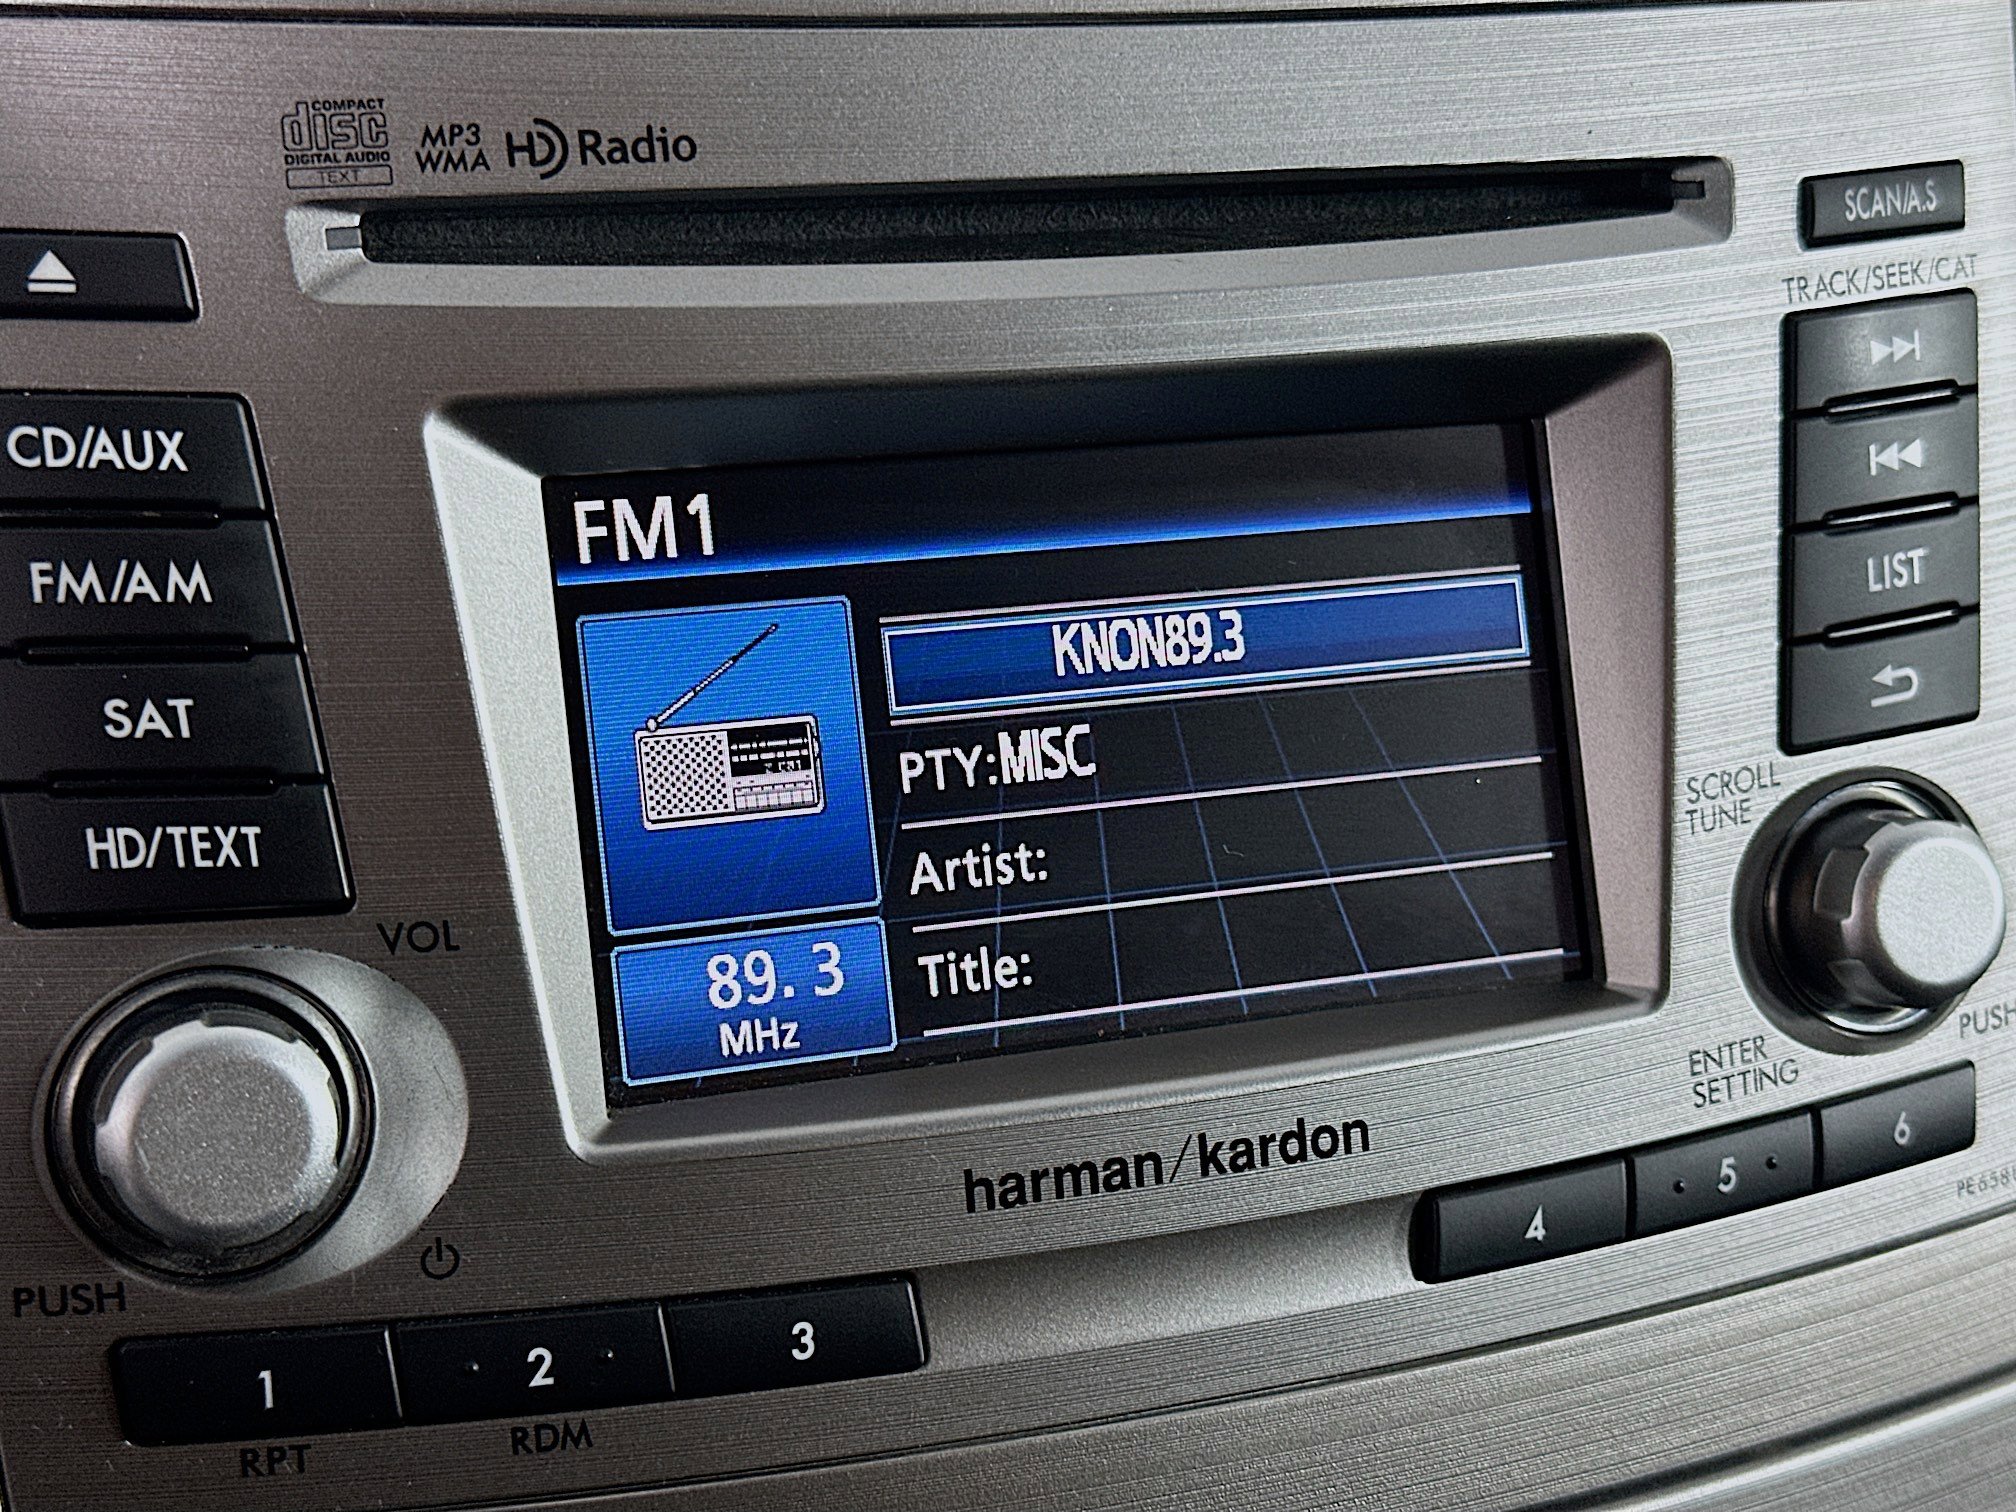 COMPACT
disc
DIGITAL AUDIO
TEXT
MP3
WMA
HD Radio
SCAN/A.S
TRACK/SEEK/CAT
CD/AUX
FM/AM
SAT
HD/TEXT
LIST
FM1
KNON89.3
PTY:MISC
Artist:
Title:
89.3
MHz
SCROLL
TUNE
VOL
PUSH
PUSH
ENTER
SETTING
harman/kardon
1
2
3
4
5
6
RPT
RDM